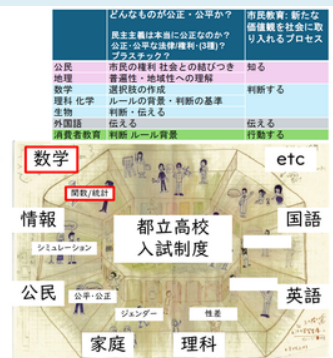 どんなものが公正・公平か？
民主主義は本当に公正なのか？
公正・公平な法律/権利・(3種)？
プラスチック？
市民教育: 新たな
価値観を社会に取
り入れるプロセス
公民 市民の権利 社会との結びつき 知る
地理 普遍性・地域性への理解
数学 選択肢の作成 判断する
理科 化学 ルールの背景・判断の基準
生物 判断・伝える
外国語 伝える 伝える
消費者教育 判断 ルール背景 行動する
数学
etc
関数/統計
情報
都立高校
入試制度
国語
シミュレーション
公民
公平・公正
英語
ジェンダー
性差
家庭
理科